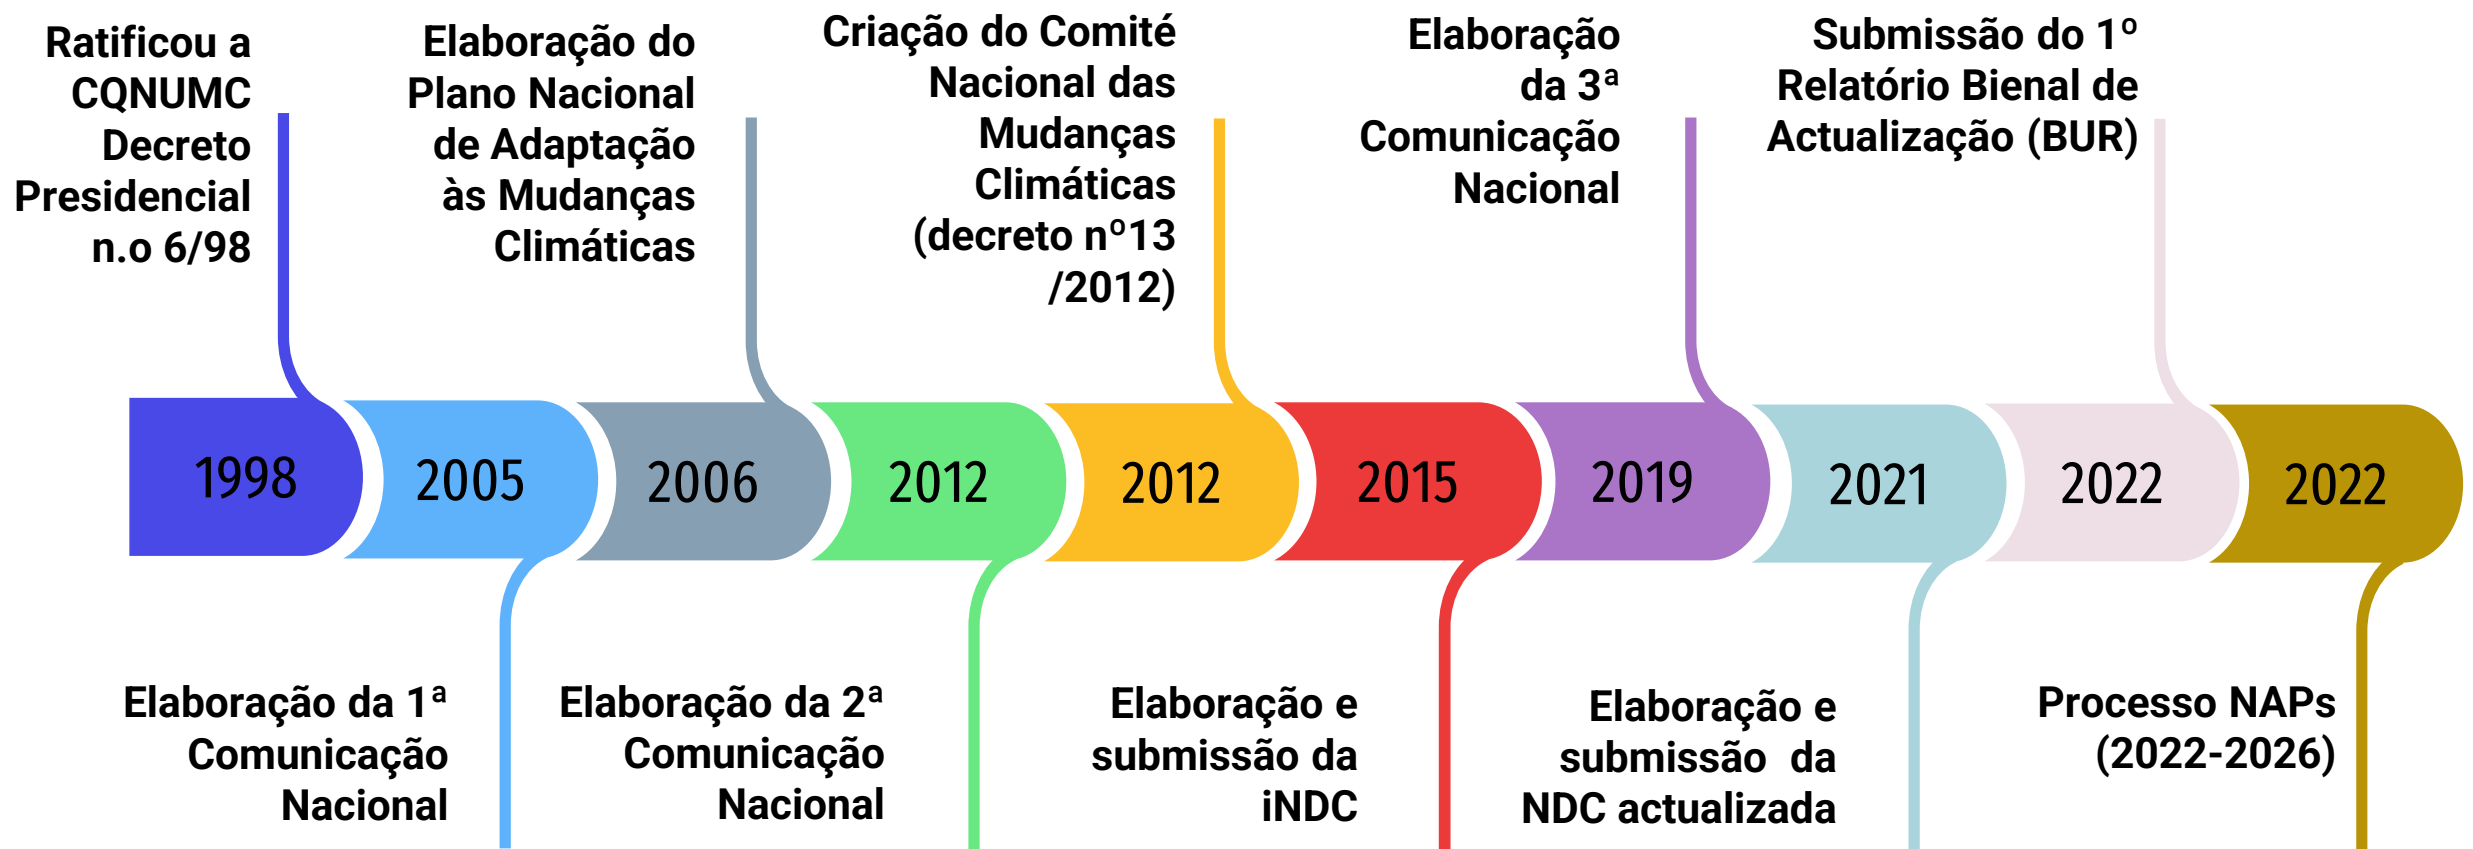 Ratificou a
CQNUMC
Decreto
Presidencial
n.o 6/98
Elaboração do
Plano Nacional
de Adaptação
às Mudanças
Climáticas
Criação do Comité
Nacional das
Mudanças
Climáticas
(decreto nº13
/2012)
Elaboração
da 3ª
Comunicação
Nacional
Submissão do 1º
Relatório Bienal de
Actualização (BUR)
1998
2005
2006
2012
2012
2015
2019
2021
2022
2022
Elaboração da 1ª
Comunicação
Nacional
Elaboração da 2ª
Comunicação
Nacional
Elaboração e
submissão da
iNDC
Elaboração e
submissão  da
NDC actualizada
Processo NAPs
(2022-2026)